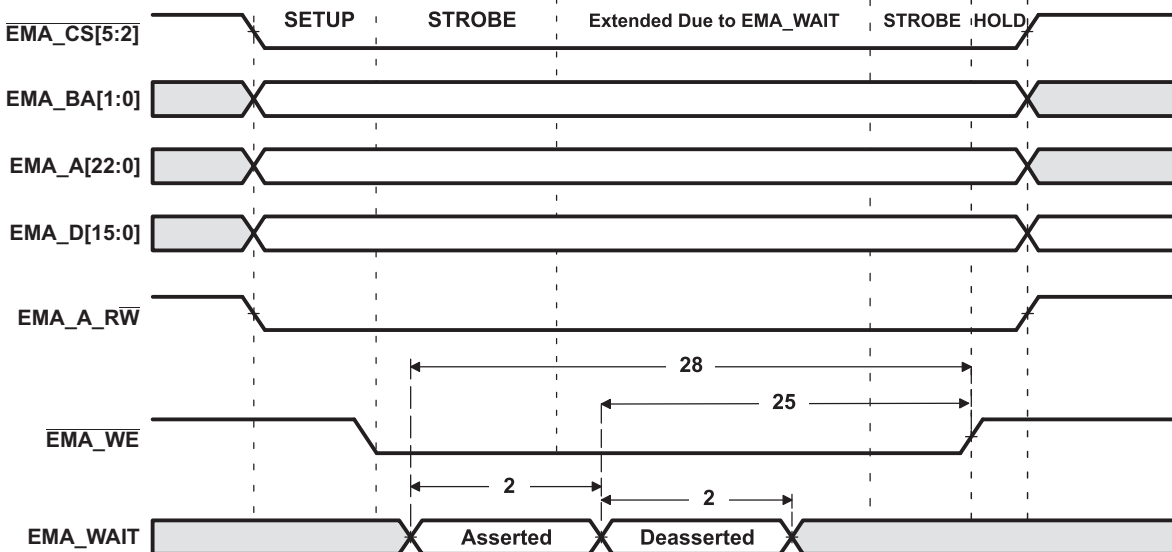 SETUP STROBE Extended Due to EMA_WAIT STROBE HOLD
EMA_CS[5:2]
EMA_BA[1:0]
EMA_A[22:0]
EMA_D[15:0]
EMA_A_RW
28
25
EMA_WE
2
2
EMA_WAIT Asserted Deasserted